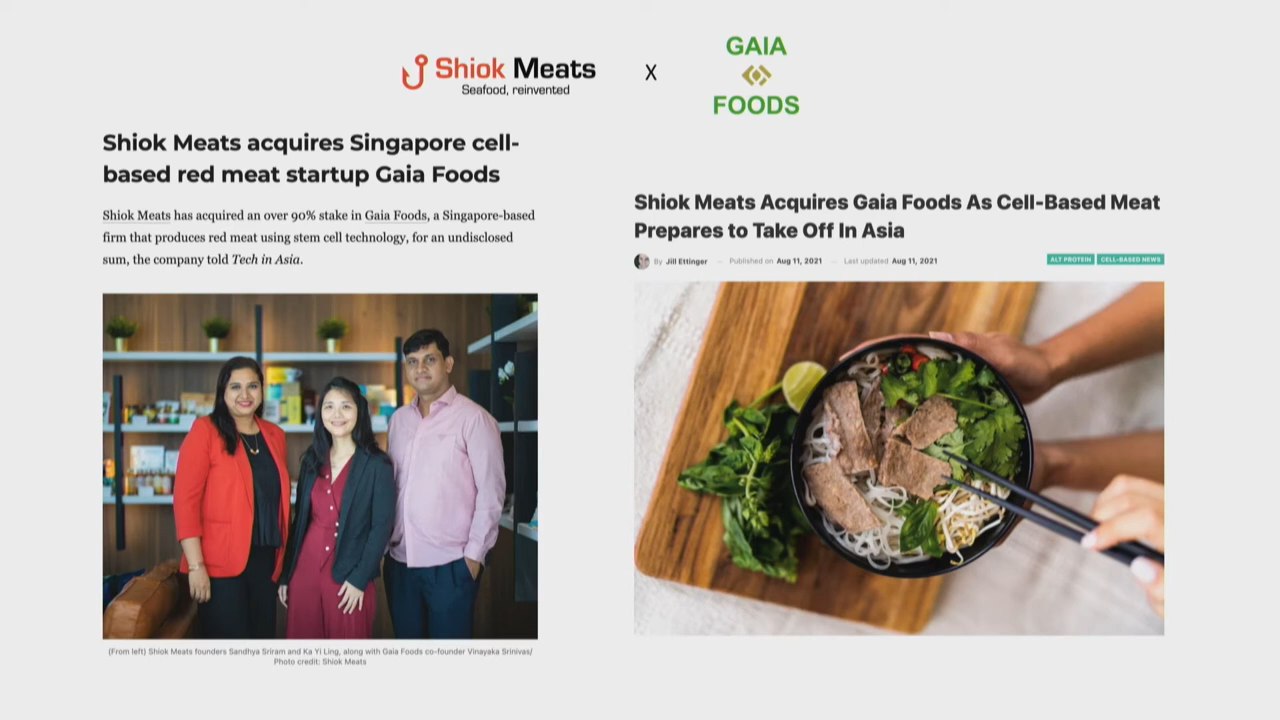 Shiok Meats
Seafood, reinvented
X
GAIA
FOODS
Shiok Meats acquires Singapore cell-
based red meat startup Gaia Foods
Shiok Meats has acquired an over 90% stake in Gaia Foods, a Singapore-based
firm that produces red meat using stem cell technology, for an undisclosed
sum, the company told Tech in Asia.
(From left) Shiok Meats founders Sandhya Sriram and Ka Yi Ling, along with Gaia Foods co-founder Vinayaka Srinivas/
Photo credit: Shiok Meats
Shiok Meats Acquires Gaia Foods As Cell-Based Meat
Prepares to Take Off In Asia
By Jill Ettinger — Published on Aug 11, 2021 — Last updated Aug 11, 2021
ALT PROTEIN CELL-BASED NEWS